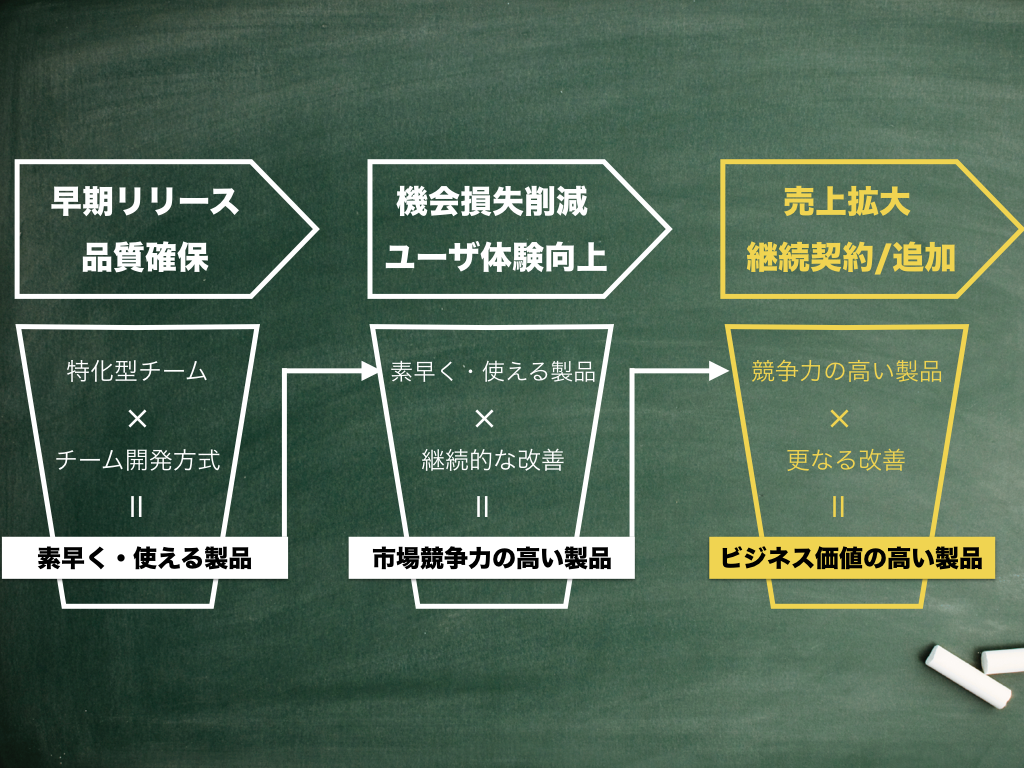 早期リリース
品質確保
機会損失削減
ユーザ体験向上
売上拡大
継続契約/追加
特化型チーム
×
チーム開発方式
=
素早く・使える製品
素早く・使える製品
×
継続的な改善
=
市場競争力の高い製品
競争力の高い製品
×
更なる改善
=
ビジネス価値の高い製品